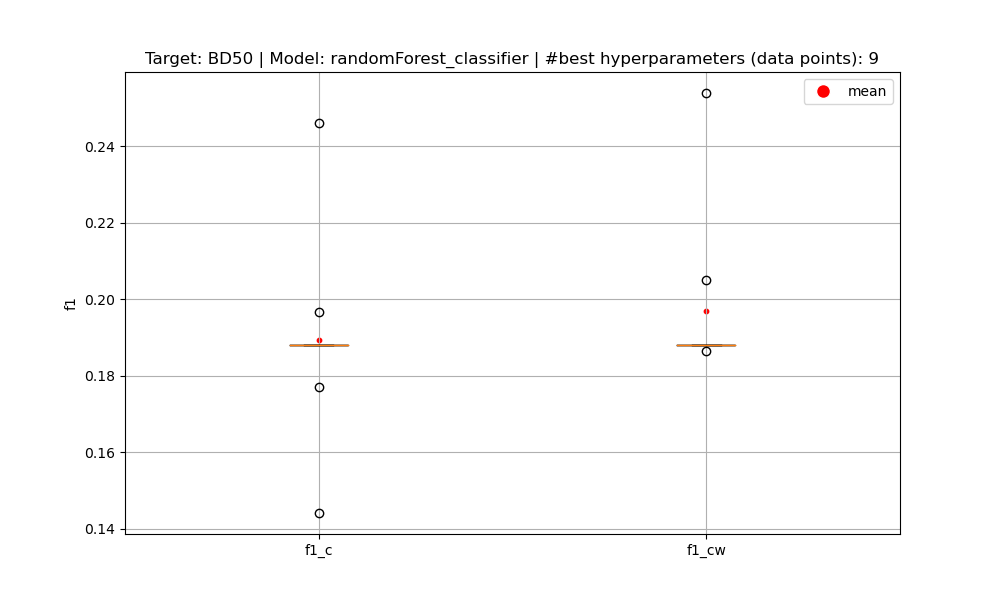 Target: BD50 | Model: randomForest_classifier | #best hyperparameters (data points): 9
mean
0.24
0.22
0.20
0.18
0.16
0.14
f1
f1_c
f1_cw